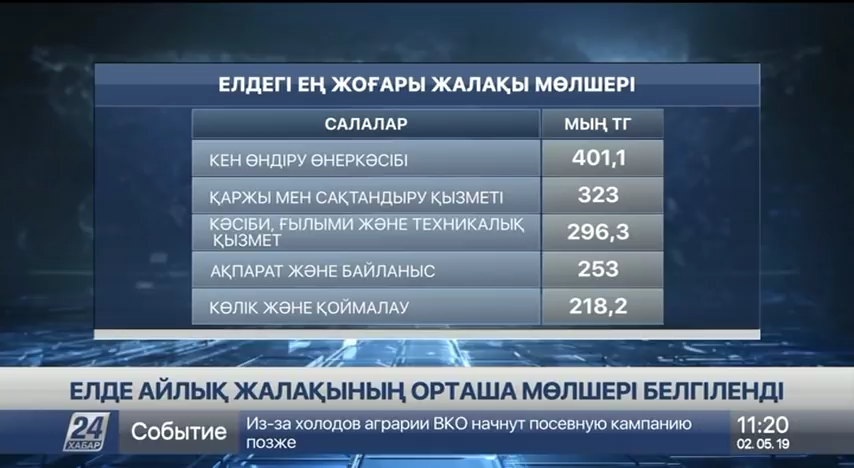 ЕЛДЕГІ ЕҢ ЖОҒАРЫ ЖАЛАҚЫ МӨЛШЕРІ
САЛАЛАР МЫҢ ТГ
КЕН ӨНДІРУ ӨНЕРКӘСІБІ 401,1
ҚАРЖЫ МЕН САҚТАНДЫРУ ҚЫЗМЕТІ 323
КӘСІБИ, ҒЫЛЫМИ ЖӘНЕ ТЕХНИКАЛЫҚ
ҚЫЗМЕТ 296,3
АҚПАРАТ ЖӘНЕ БАЙЛАНЫС 253
КӨЛІК ЖӘНЕ ҚОЙМАЛАУ 218,2
ЕЛДЕ АЙЛЫҚ ЖАЛАҚЫНЫҢ ОРТАША МӨЛШЕРІ БЕЛГІЛЕНДІ
24
ХАБАР
Событие
Из-за холодов аграрии ВКО начнут посевную кампанию
позже
11:20
02.05.19